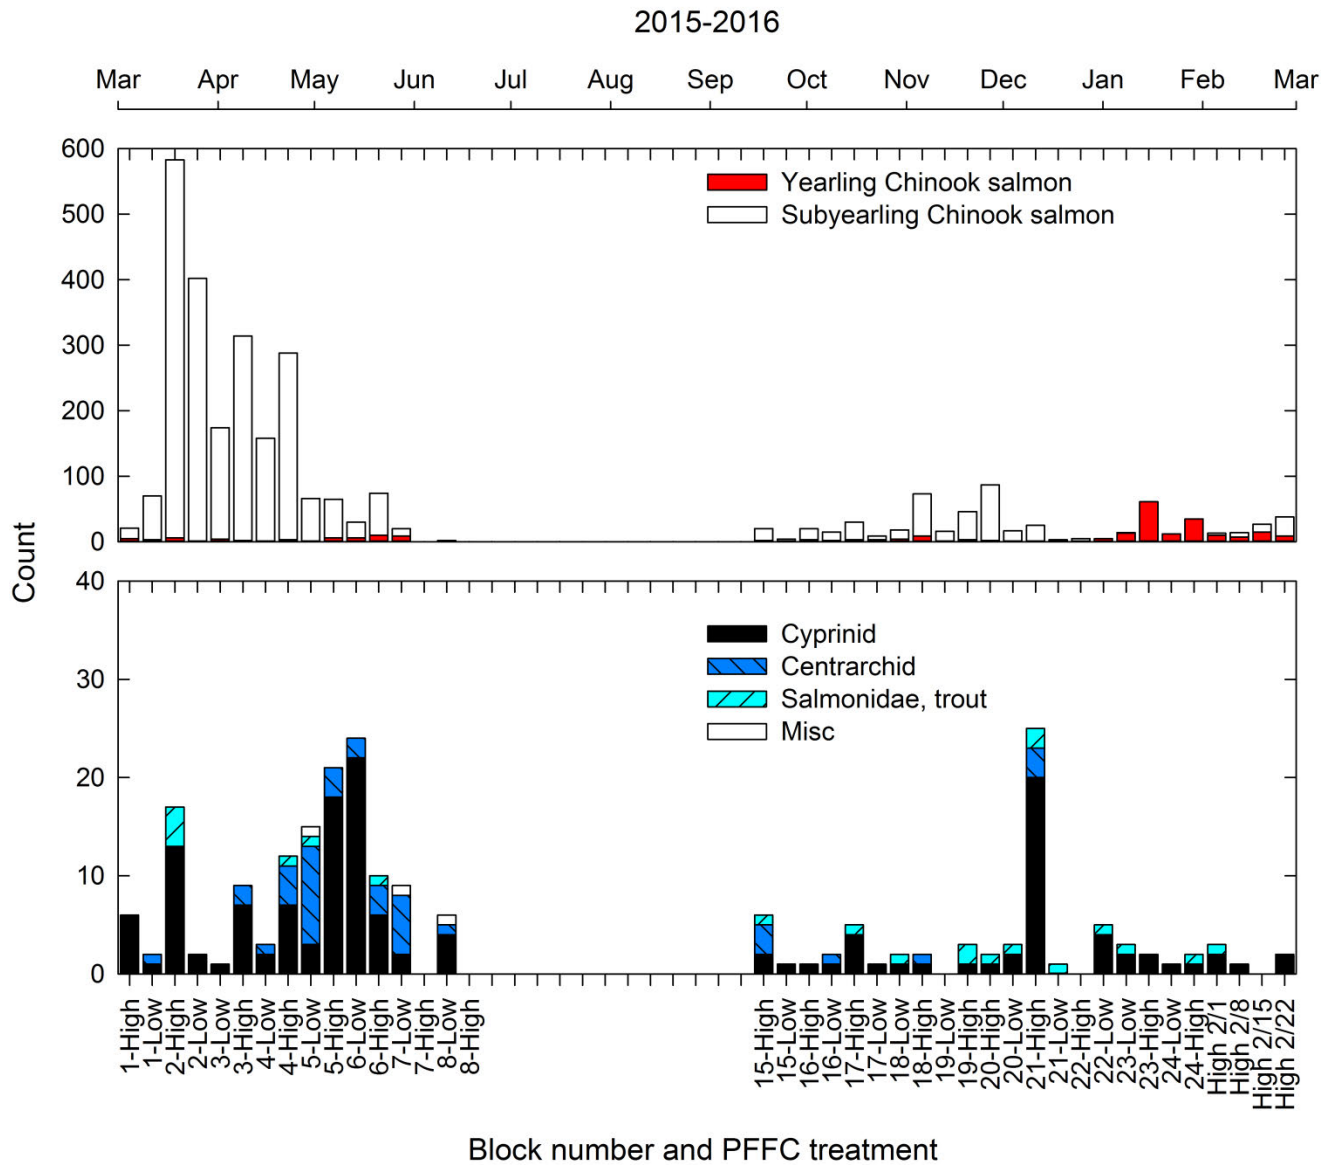 2015-2016
Mar Apr May Jun Jul Aug Sep Oct Nov Dec Jan Feb Mar
600
500
400
300
200
100
0
Yearling Chinook salmon
Subyearling Chinook salmon
Count
40
30
20
10
0
Cyprinid
Centrarchid
Salmonidae, trout
Misc
1-High
1-Low
2-High
2-Low
3-Low
3-High
4-Low
4-High
5-Low
5-High
6-Low
6-High
7-Low
7-High
8-Low
8-High
15-High
15-Low
16-High
16-Low
17-High
17-Low
18-Low
18-High
19-Low
19-High
20-High
20-Low
21-High
21-Low
22-High
22-Low
23-Low
23-High
24-Low
24-High
High 2/1
High 2/8
High 2/15
High 2/22
Block number and PFFC treatment